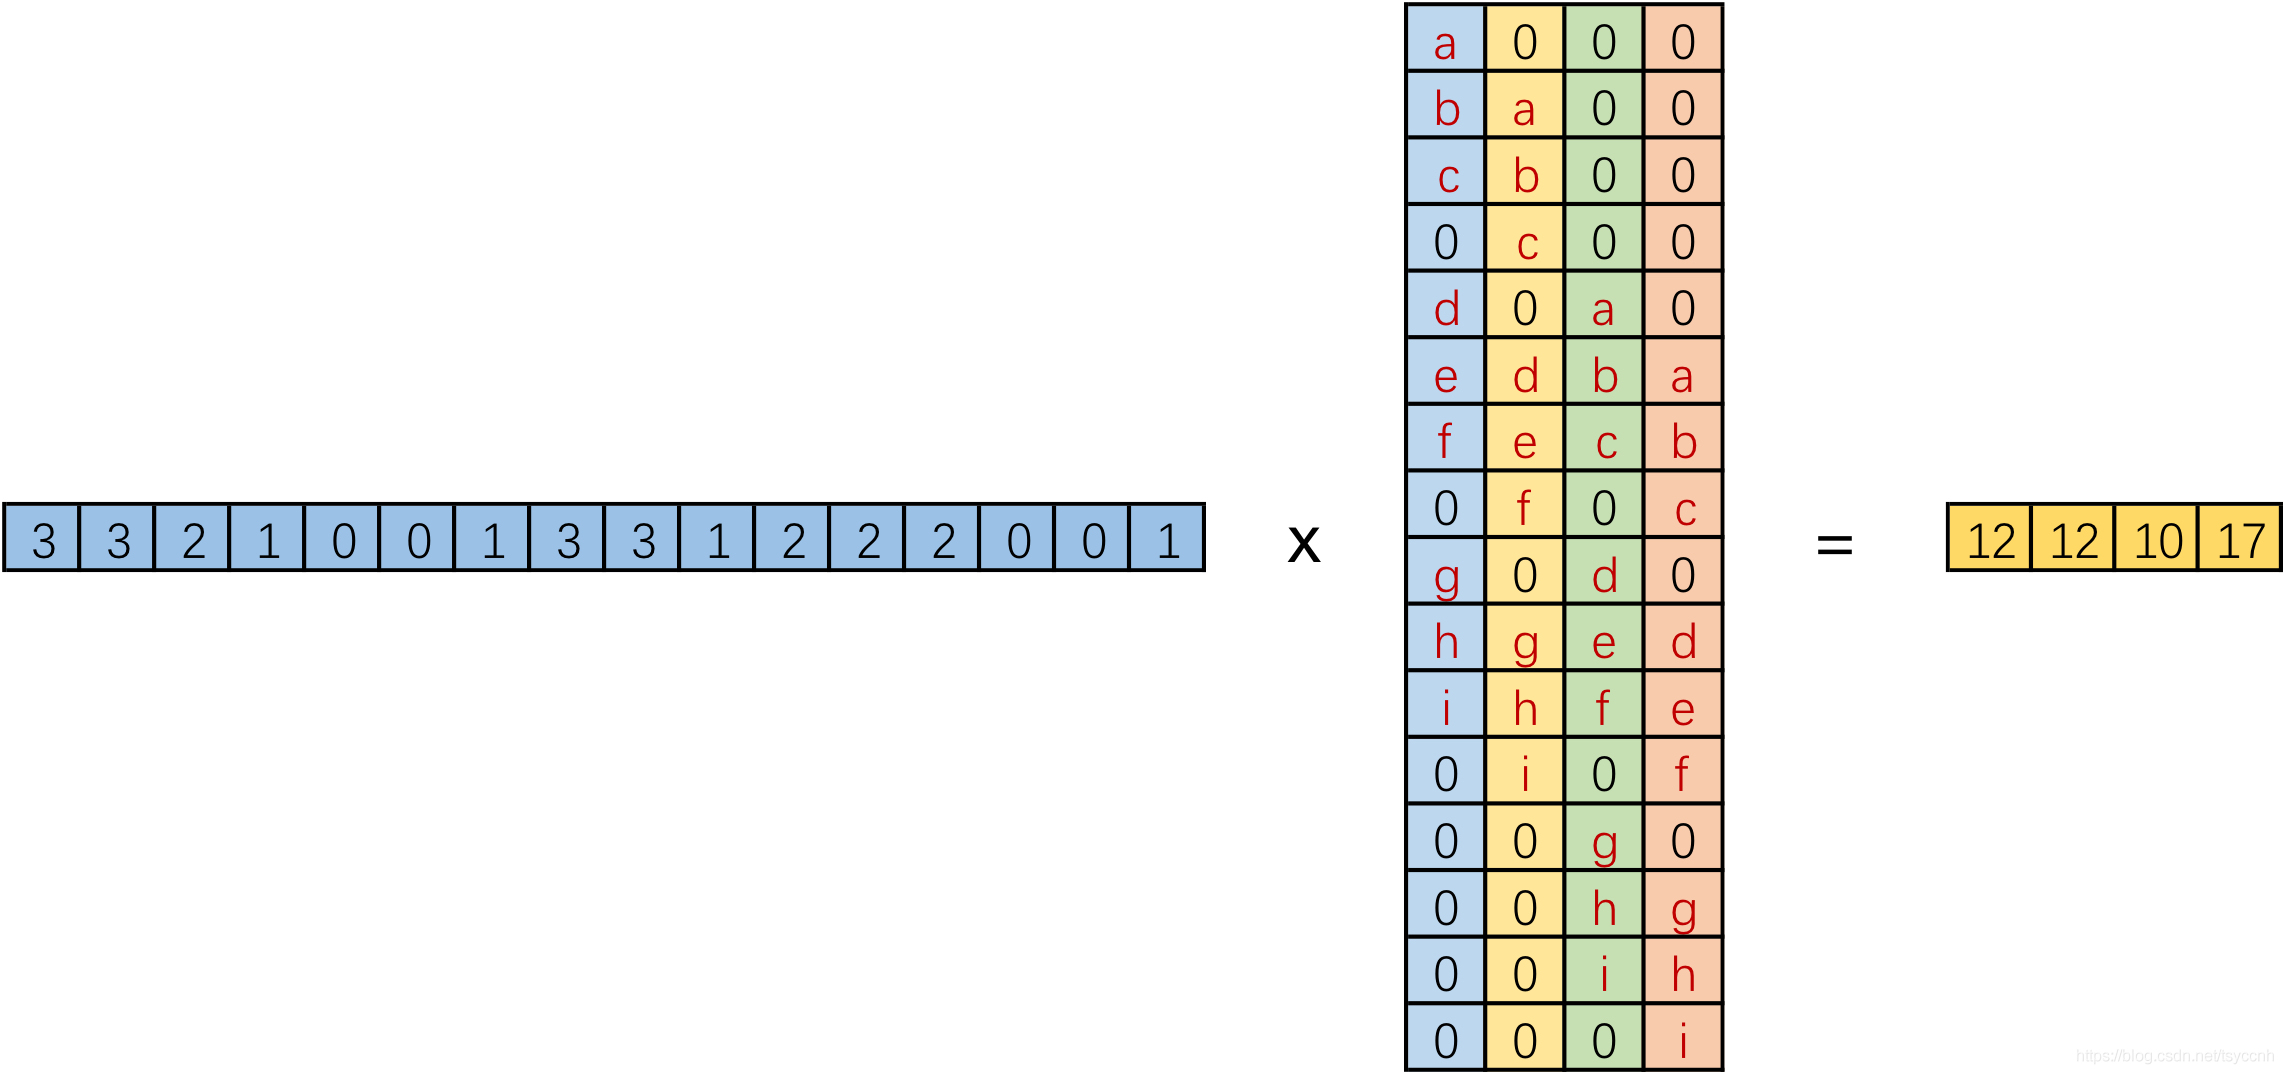 a 0 0 0
b a 0 0
c b 0 0
0 c 0 0
d 0 a 0
e d b a
f e c b
0 f 0 c
3 3 2 1 0 0 1 3 3 1 2 2 2 0 0 1 x = 12 12 10 17
g 0 d 0
h g e d
i h f e
0 i 0 f
0 0 g 0
0 0 h g
0 0 i h
0 0 0 i
https://blog.csdn.net/tsyccnh